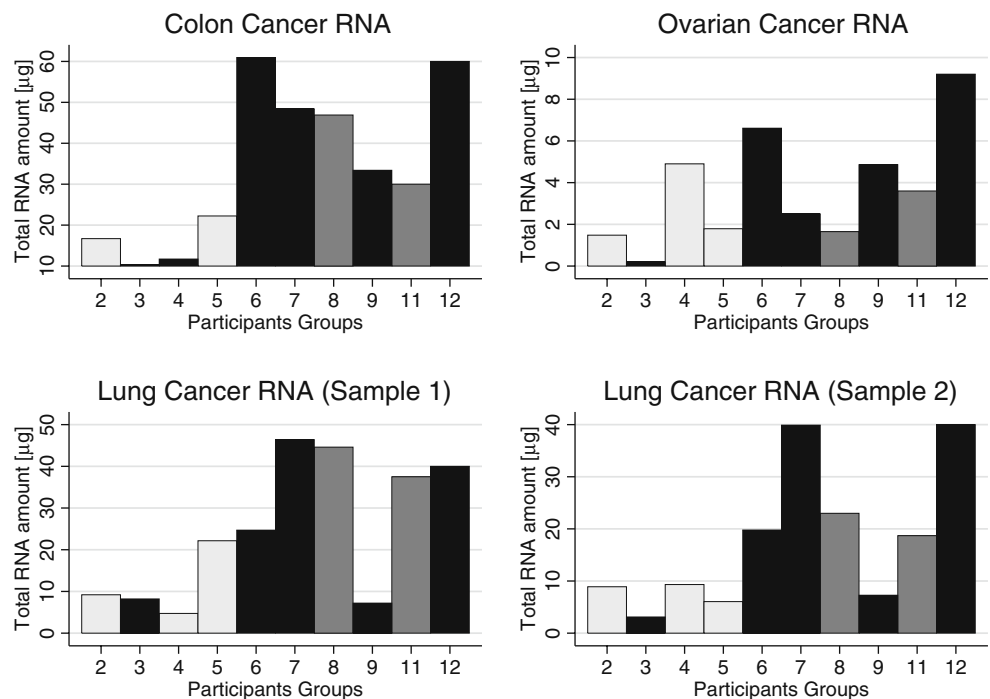 Colon Cancer RNA
Total RNA amount [µg]
60
50
40
30
20
10
2 3 4 5 6 7 8 9 11 12
Participants Groups
Ovarian Cancer RNA
Total RNA amount [µg]
10
8
6
4
2
0
2 3 4 5 6 7 8 9 11 12
Participants Groups
Lung Cancer RNA (Sample 1)
Total RNA amount [µg]
50
40
30
20
10
0
2 3 4 5 6 7 8 9 11 12
Participants Groups
Lung Cancer RNA (Sample 2)
Total RNA amount [µg]
40
30
20
10
0
2 3 4 5 6 7 8 9 11 12
Participants Groups